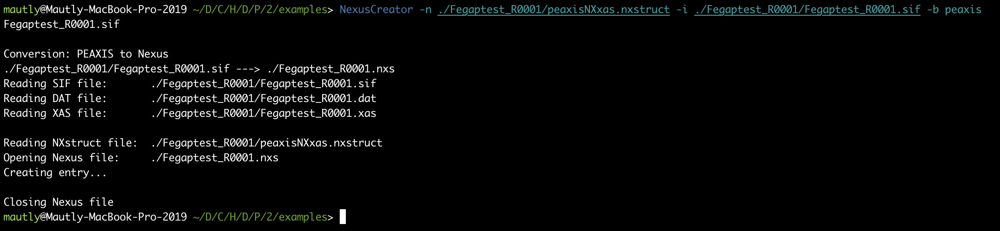 mautly@Mautly-MacBook-Pro-2019 ~/D/C/H/D/P/2/examples> NexusCreator -n ./Fegaptest_R0001/peaxisNXxas.nxstruct -i ./Fegaptest_R0001/Fegaptest_R0001.sif -b peaxis
Fegaptest_R0001.sif
Conversion: PEAXIS to Nexus
./Fegaptest_R0001/Fegaptest_R0001.sif ---> ./Fegaptest_R0001.nxs
Reading SIF file:       ./Fegaptest_R0001/Fegaptest_R0001.sif
Reading DAT file:       ./Fegaptest_R0001/Fegaptest_R0001.dat
Reading XAS file:       ./Fegaptest_R0001/Fegaptest_R0001.xas
Reading NXstruct file:  ./Fegaptest_R0001/peaxisNXxas.nxstruct
Opening Nexus file:     ./Fegaptest_R0001.nxs
Creating entry...
Closing Nexus file
mautly@Mautly-MacBook-Pro-2019 ~/D/C/H/D/P/2/examples>